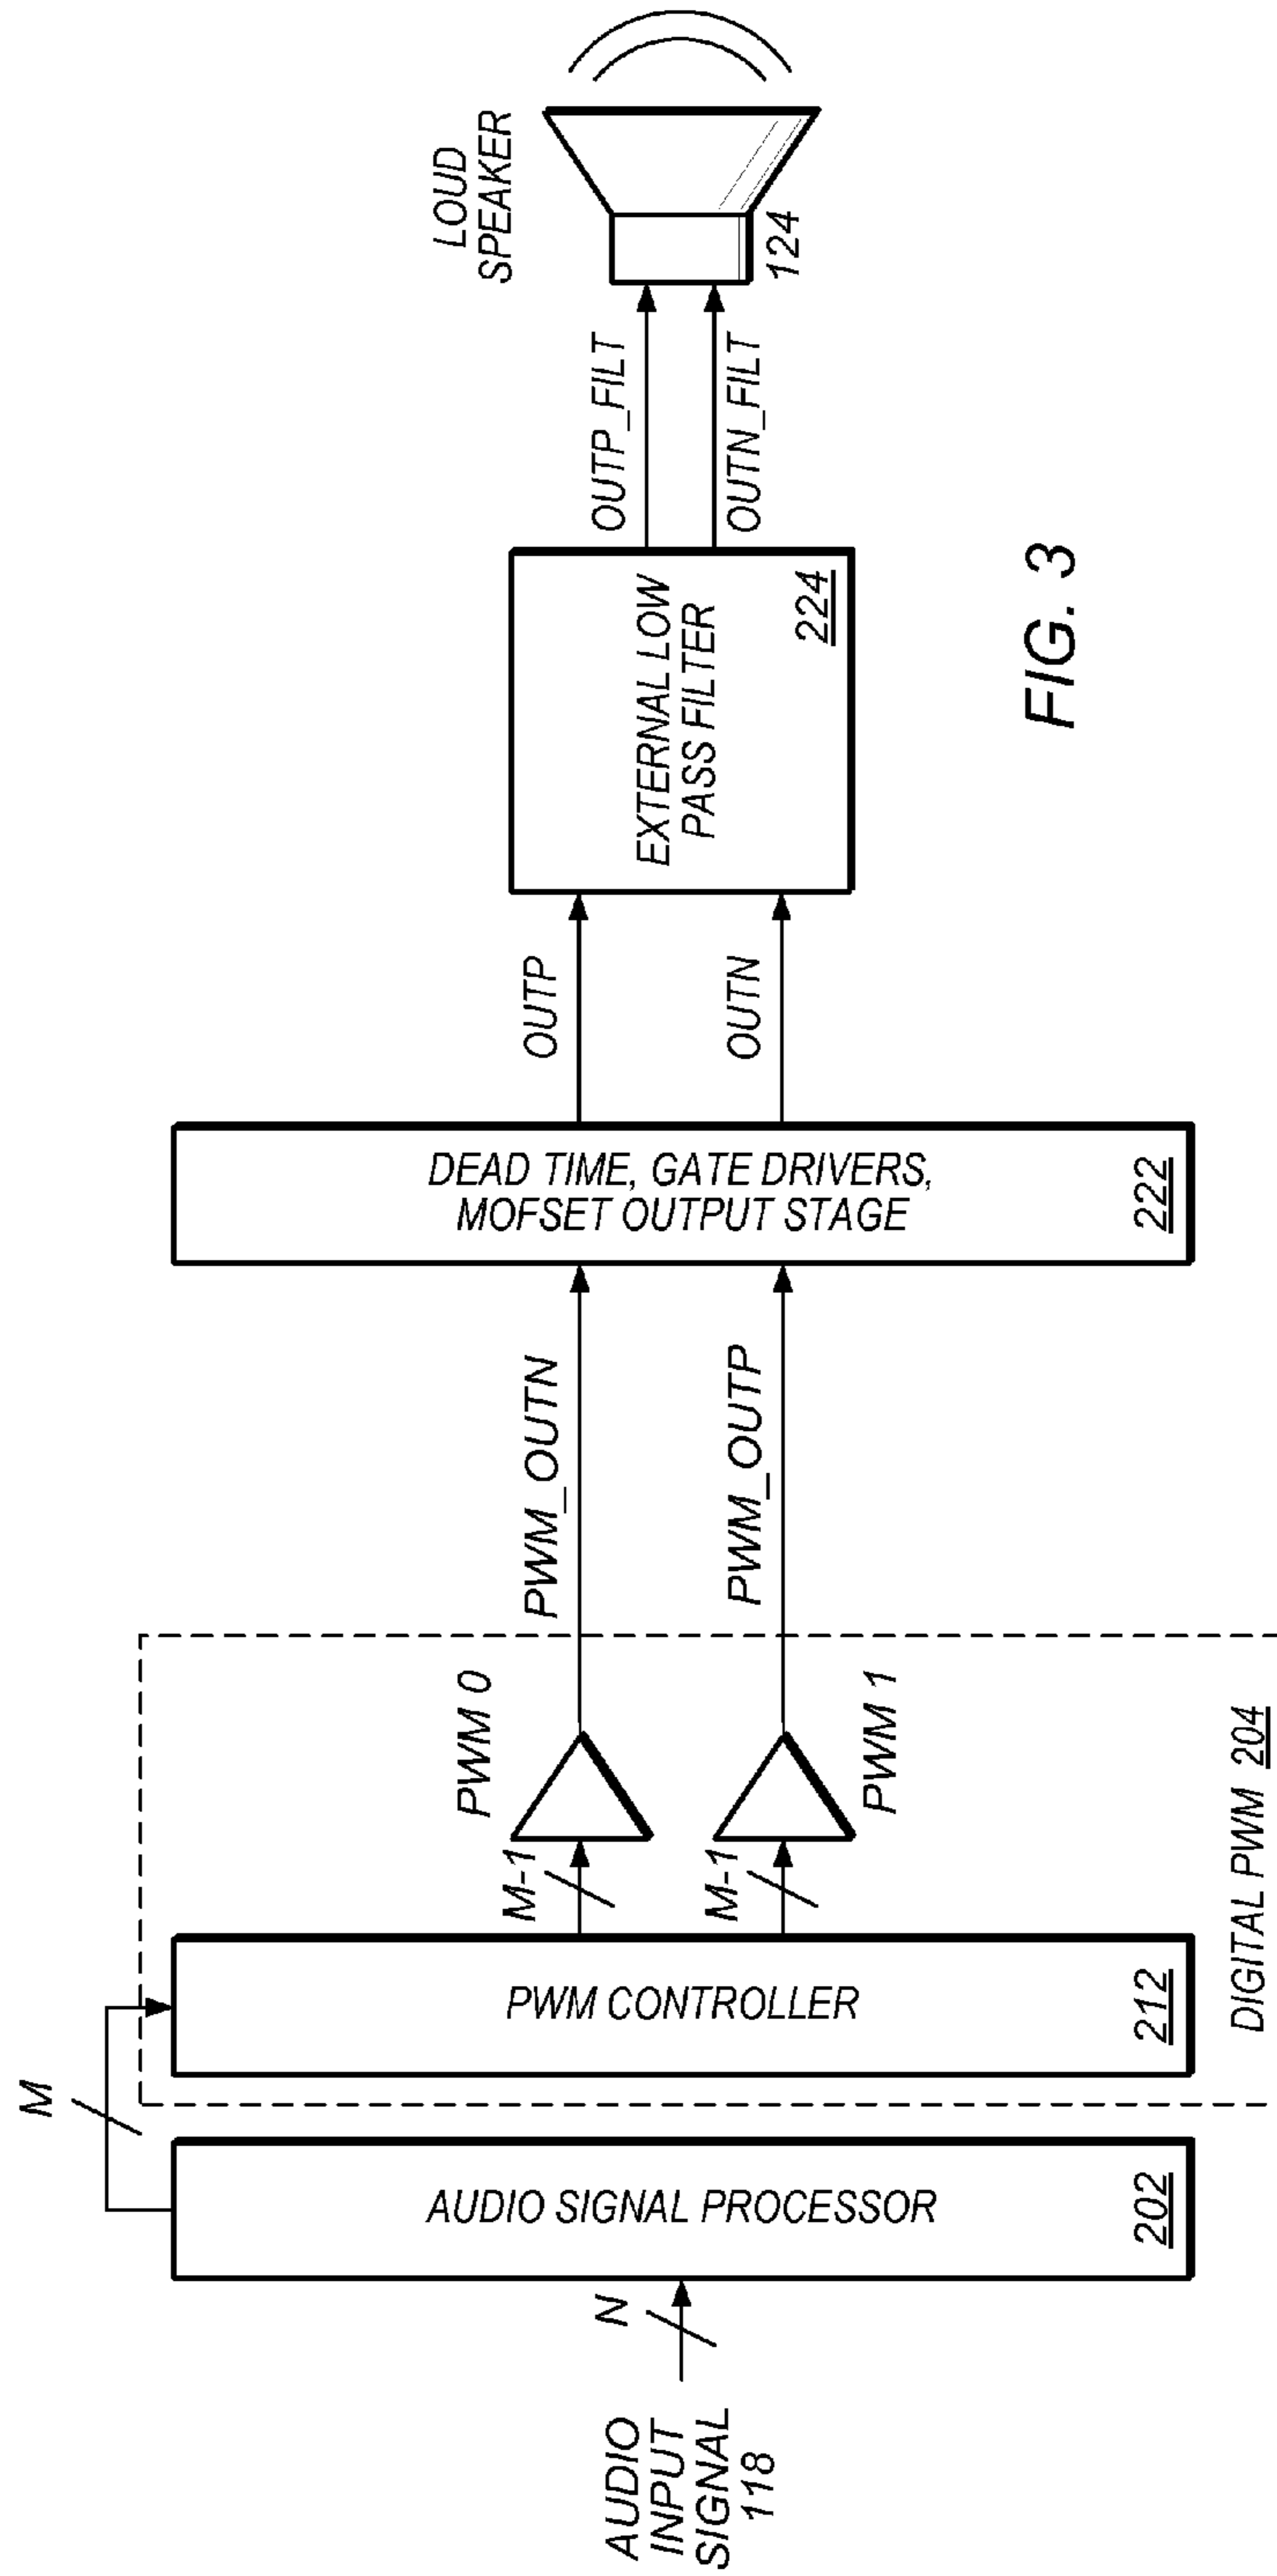 AUDIO
INPUT
SIGNAL
118
N
AUDIO SIGNAL PROCESSOR
202
M
PWM CONTROLLER
212
DIGITAL PWM 204
M-1
M-1
PWM 0
PWM 1
PWM_OUTN
PWM_OUTP
DEAD TIME, GATE DRIVERS,
MOFSET OUTPUT STAGE
222
OUTP
OUTN
EXTERNAL LOW
PASS FILTER
224
OUTP_FILT
OUTN_FILT
LOUD
SPEAKER
124
FIG. 3